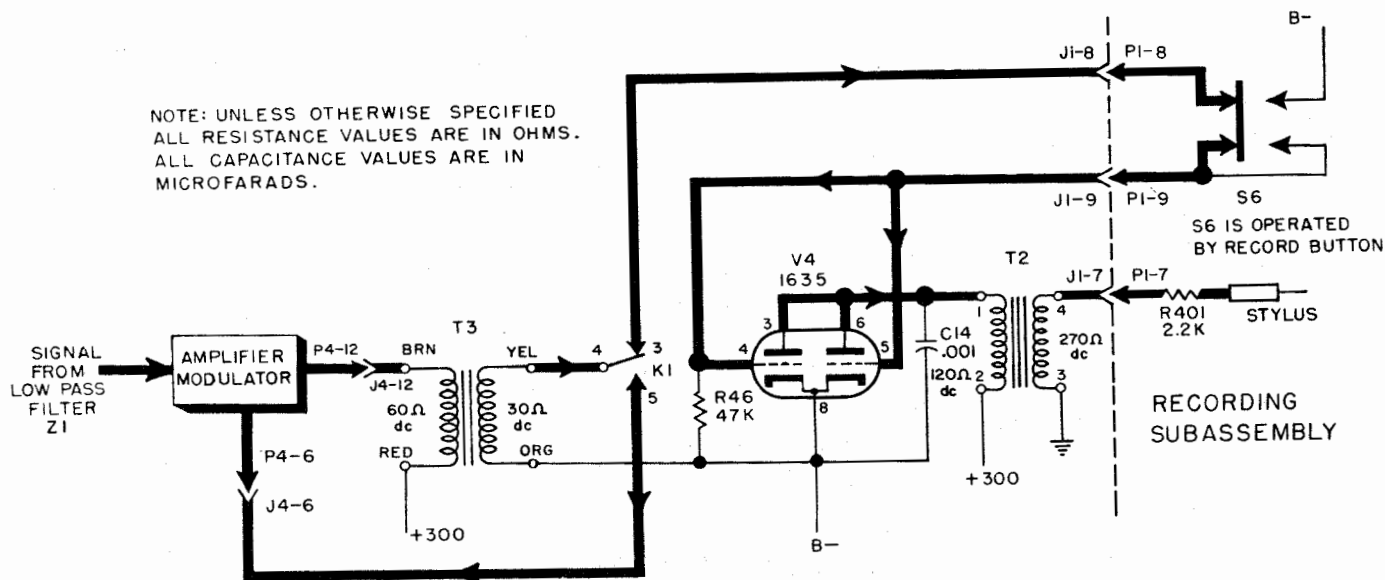 B-
J1-8
P1-8
NOTE: UNLESS OTHERWISE SPECIFIED
ALL RESISTANCE VALUES ARE IN OHMS.
ALL CAPACITANCE VALUES ARE IN
MICROFARADS.
J1-9
P1-9
S6
S6 IS OPERATED
BY RECORD BUTTON
V4
1635
T2
J1-7
P1-7
R401
2.2K
STYLUS
SIGNAL
FROM
LOW PASS
FILTER
Z1
AMPLIFIER
MODULATOR
P4-12
J4-12
BRN
T3
YEL
60Ω
dc
30Ω
dc
RED
ORG
+300
4
3
K1
5
P4-6
J4-6
3
6
4
5
8
R46
47K
C14
.001
120Ω
dc
1
2
4
3
270Ω
dc
+300
B-
RECORDING
SUBASSEMBLY